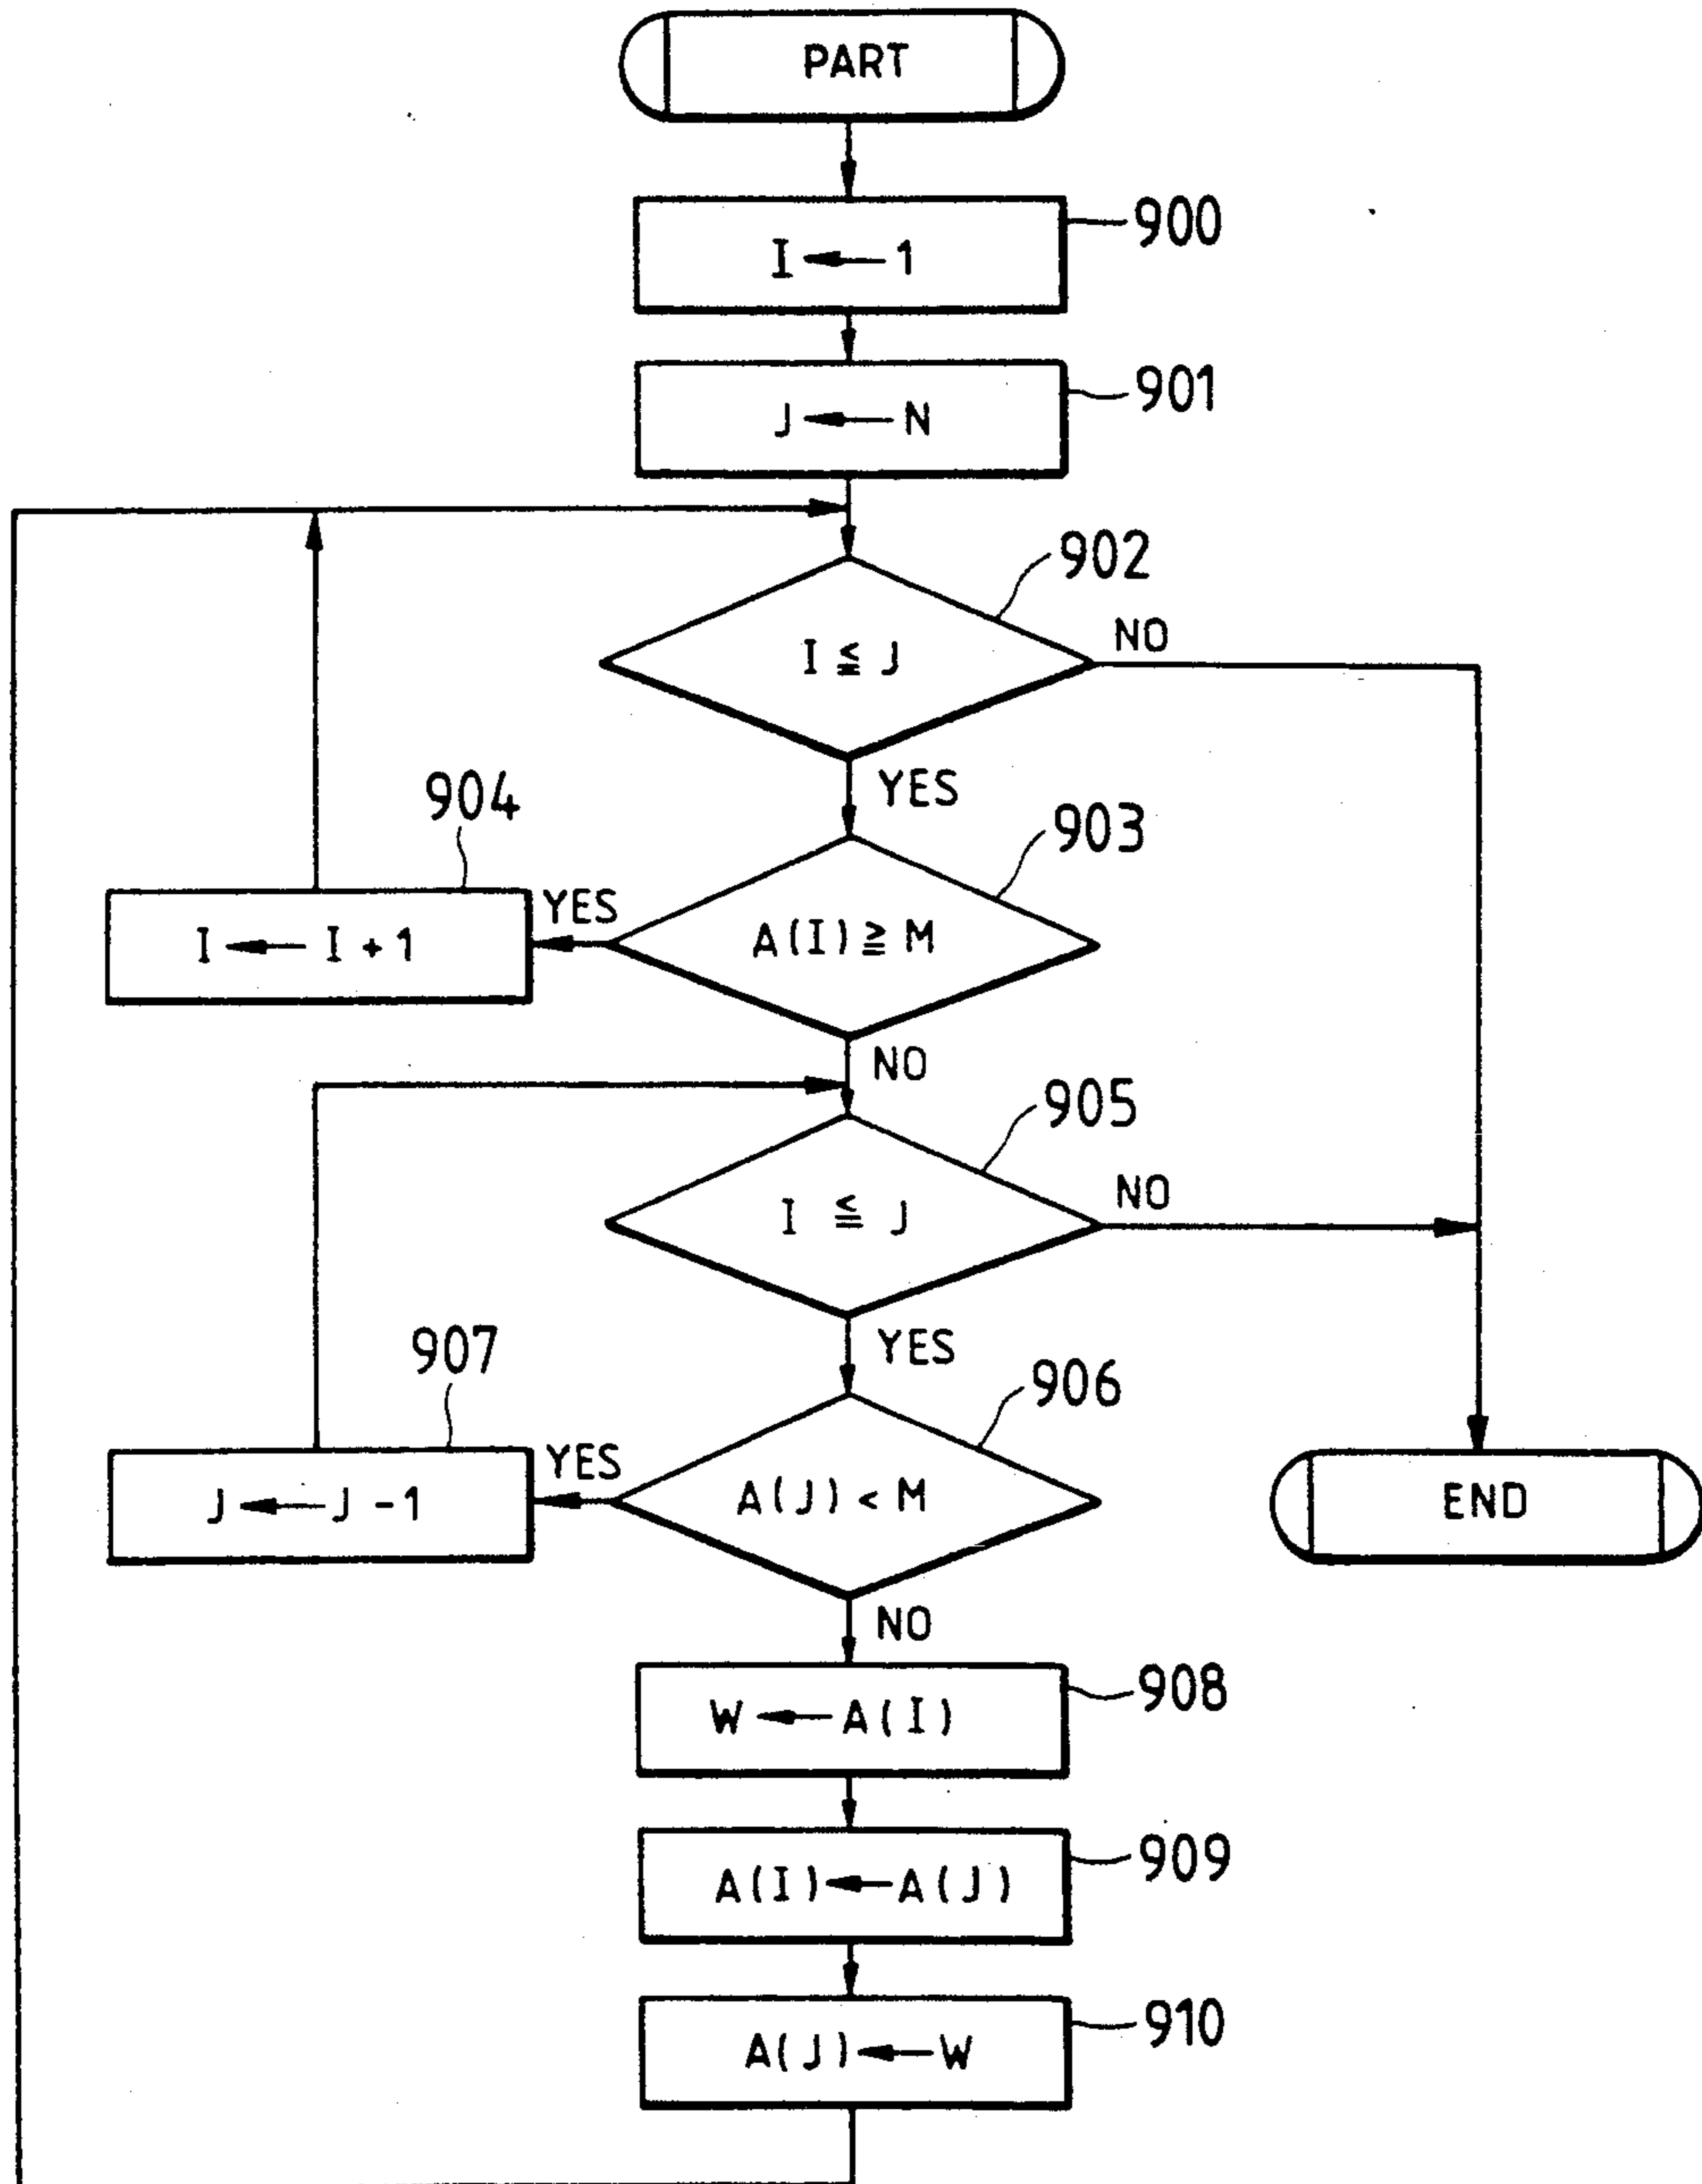 PART
900
I ← 1
901
J ← N
902
I ≦ J
NO
YES
903
904
A(I) ≧ M
YES
I ← I + 1
NO
905
I ≦ J
NO
YES
906
907
A(J) < M
YES
J ← J - 1
END
NO
908
W ← A(I)
909
A(I) ← A(J)
910
A(J) ← W